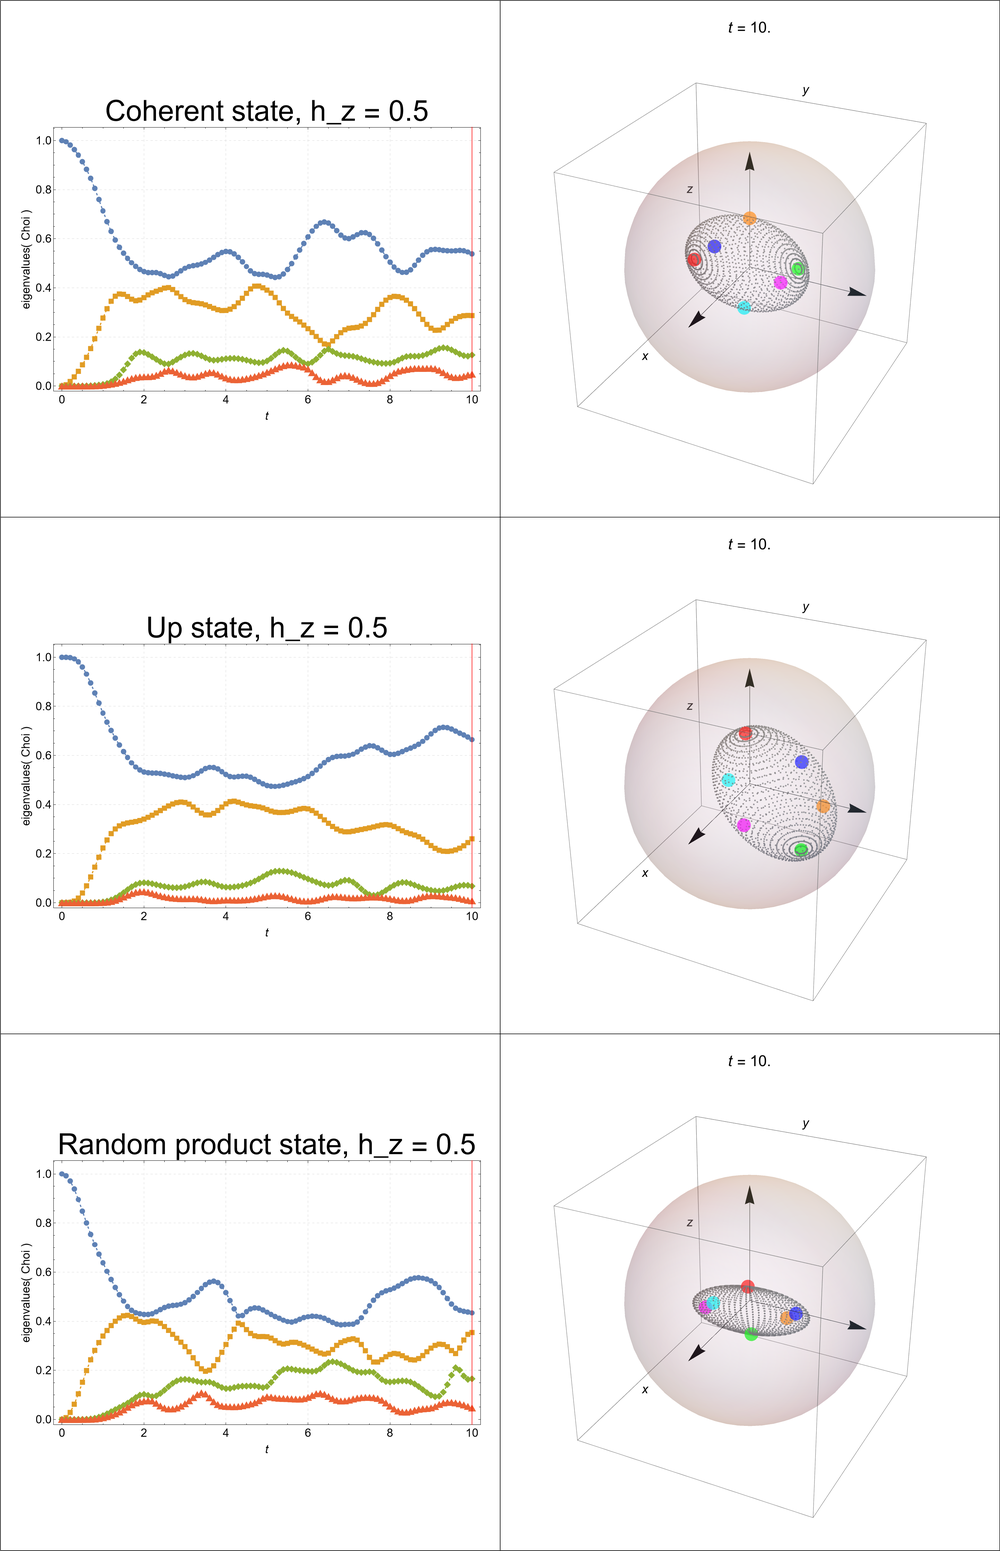 t = 10.
Coherent state, h_z = 0.5
eigenvalues( Choi )
1.0
0.8
0.6
0.4
0.2
0.0
0 2 4 6 8 10
t
y
z
x
t = 10.
Up state, h_z = 0.5
eigenvalues( Choi )
1.0
0.8
0.6
0.4
0.2
0.0
0 2 4 6 8 10
t
y
z
x
t = 10.
Random product state, h_z = 0.5
eigenvalues( Choi )
1.0
0.8
0.6
0.4
0.2
0.0
0 2 4 6 8 10
t
y
z
x